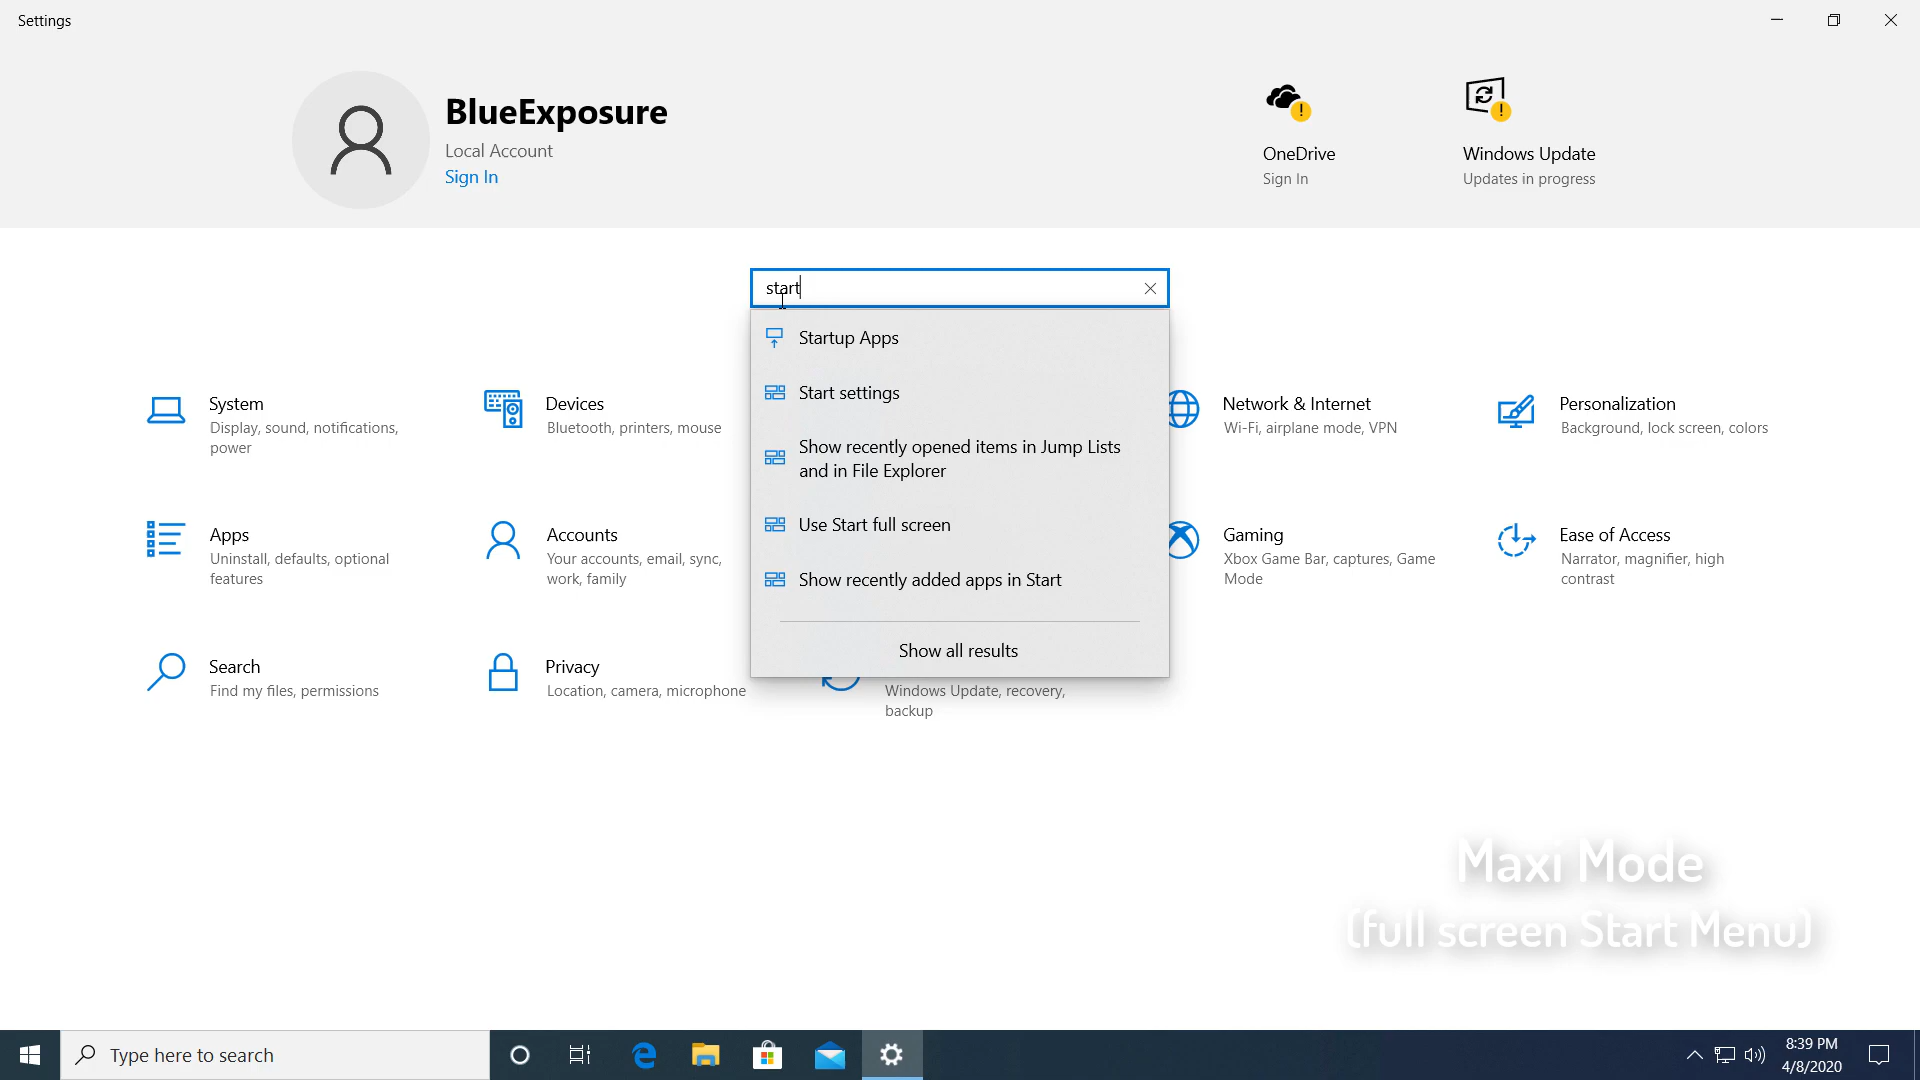 Settings
BlueExposure
Local Account
Sign In
OneDrive
Sign In
Windows Update
Updates in progress
start
Startup Apps
Start settings
Show recently opened items in Jump Lists
and in File Explorer
Use Start full screen
Show recently added apps in Start
Show all results
System
Display, sound, notifications,
power
Devices
Bluetooth, printers, mouse
Network & Internet
Wi-Fi, airplane mode, VPN
Personalization
Background, lock screen, colors
Apps
Uninstall, defaults, optional
features
Accounts
Your accounts, email, sync,
work, family
Gaming
Xbox Game Bar, captures, Game
Mode
Ease of Access
Narrator, magnifier, high
contrast
Search
Find my files, permissions
Privacy
Location, camera, microphone
Windows Update, recovery,
backup
Maxi Mode
(full screen Start Menu)
Type here to search
8:39 PM
4/8/2020